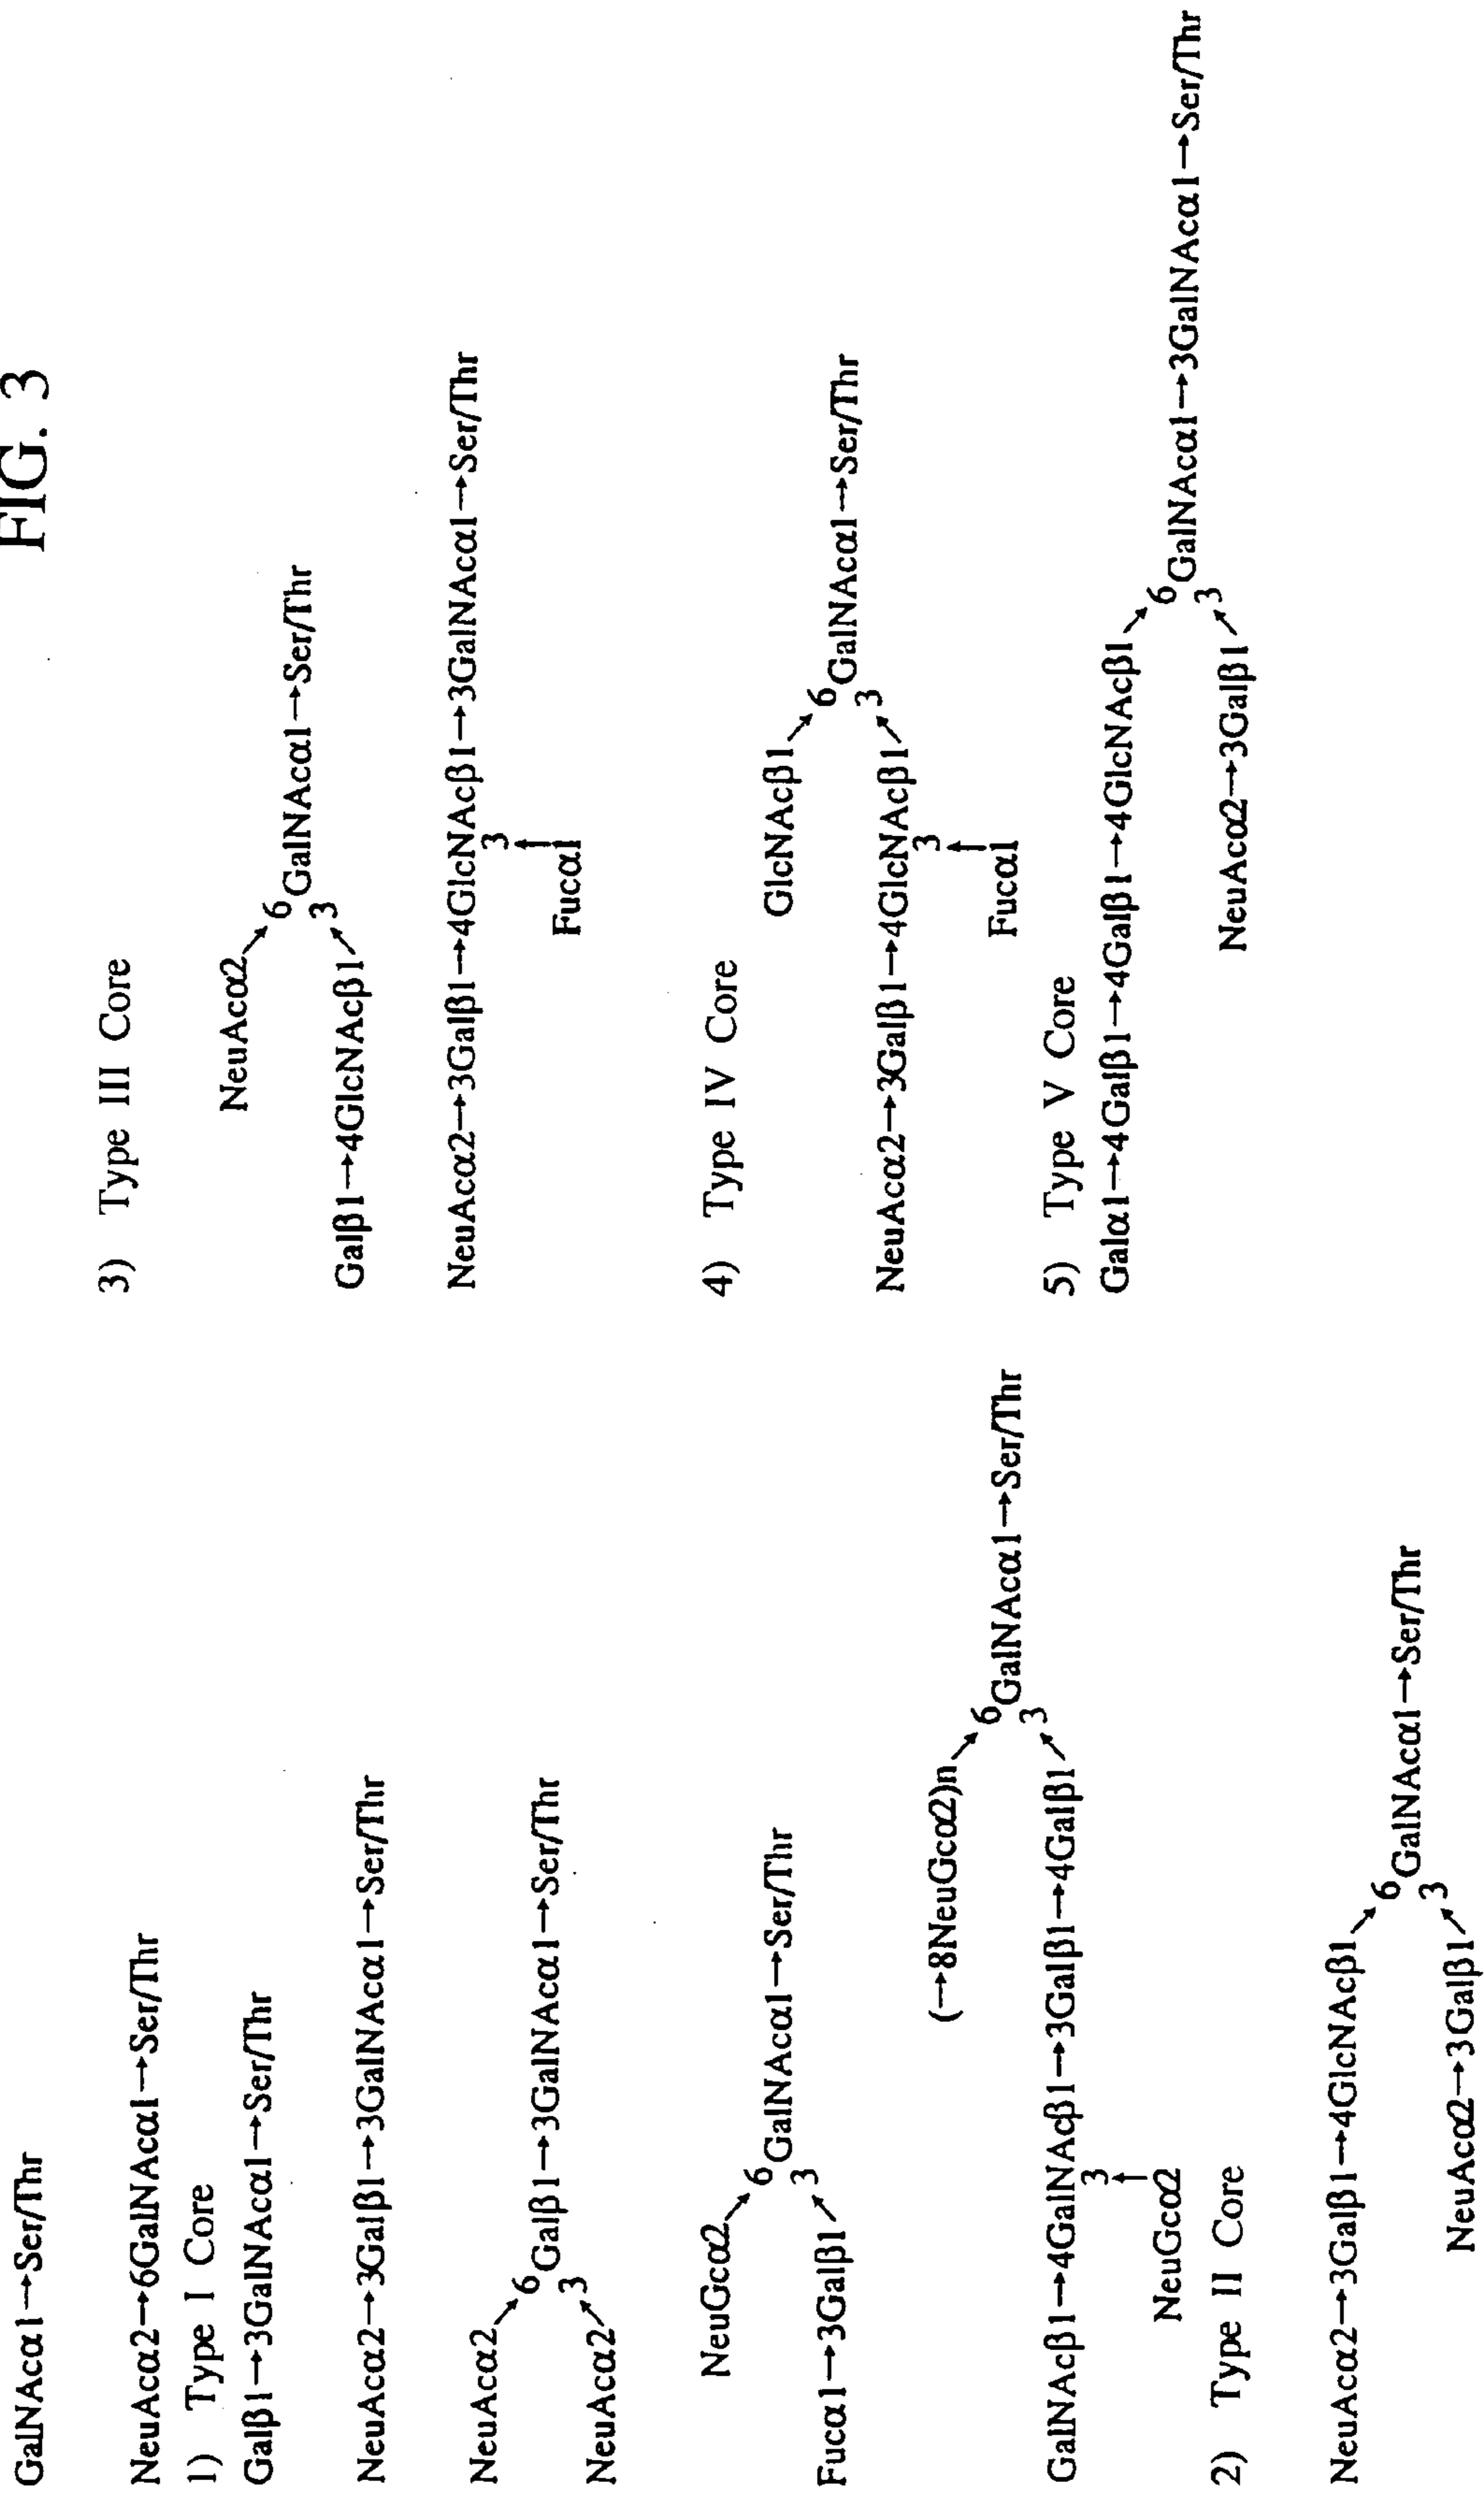 FIG. 3
GalNAcα1→Ser/Thr
NeuAcα2→6GalNAcα1→Ser/Thr
1) Type I Core
Galβ1→3GalNAcα1→Ser/Thr
NeuAcα2→3Galβ1→3GalNAcα1→Ser/Thr
NeuAcα2
6
Galβ1→3GalNAcα1→Ser/Thr
3
NeuAcα2
NeuGcα2
6
GalNAcα1→Ser/Thr
3
Fucα1→3Galβ1
(→8NeuGcα2)n
6
GalNAcα1→Ser/Thr
3
GalNAcβ1→4GalNAcβ1→3Galβ1→4Galβ1
3
NeuGcα2
2) Type II Core
NeuAcα2→3Galβ1→4GlcNAcβ1
6
GalNAcα1→Ser/Thr
3
NeuAcα2→3Galβ1
3) Type III Core
NeuAcα2
6
GalNAcα1→Ser/Thr
3
Galβ1→4GlcNAcβ1
NeuAcα2→3Galβ1→4GlcNAcβ1→3GalNAcα1→Ser/Thr
3
Fucα1
4) Type IV Core
GlcNAcβ1
6
GalNAcα1→Ser/Thr
3
NeuAcα2→3Galβ1→4GlcNAcβ1
3
Fucα1
5) Type V Core
Galα1→4Galβ1→4Galβ1→4GlcNAcβ1
6
GalNAcα1→3GalNAcα1→Ser/Thr
3
NeuAcα2→3Galβ1